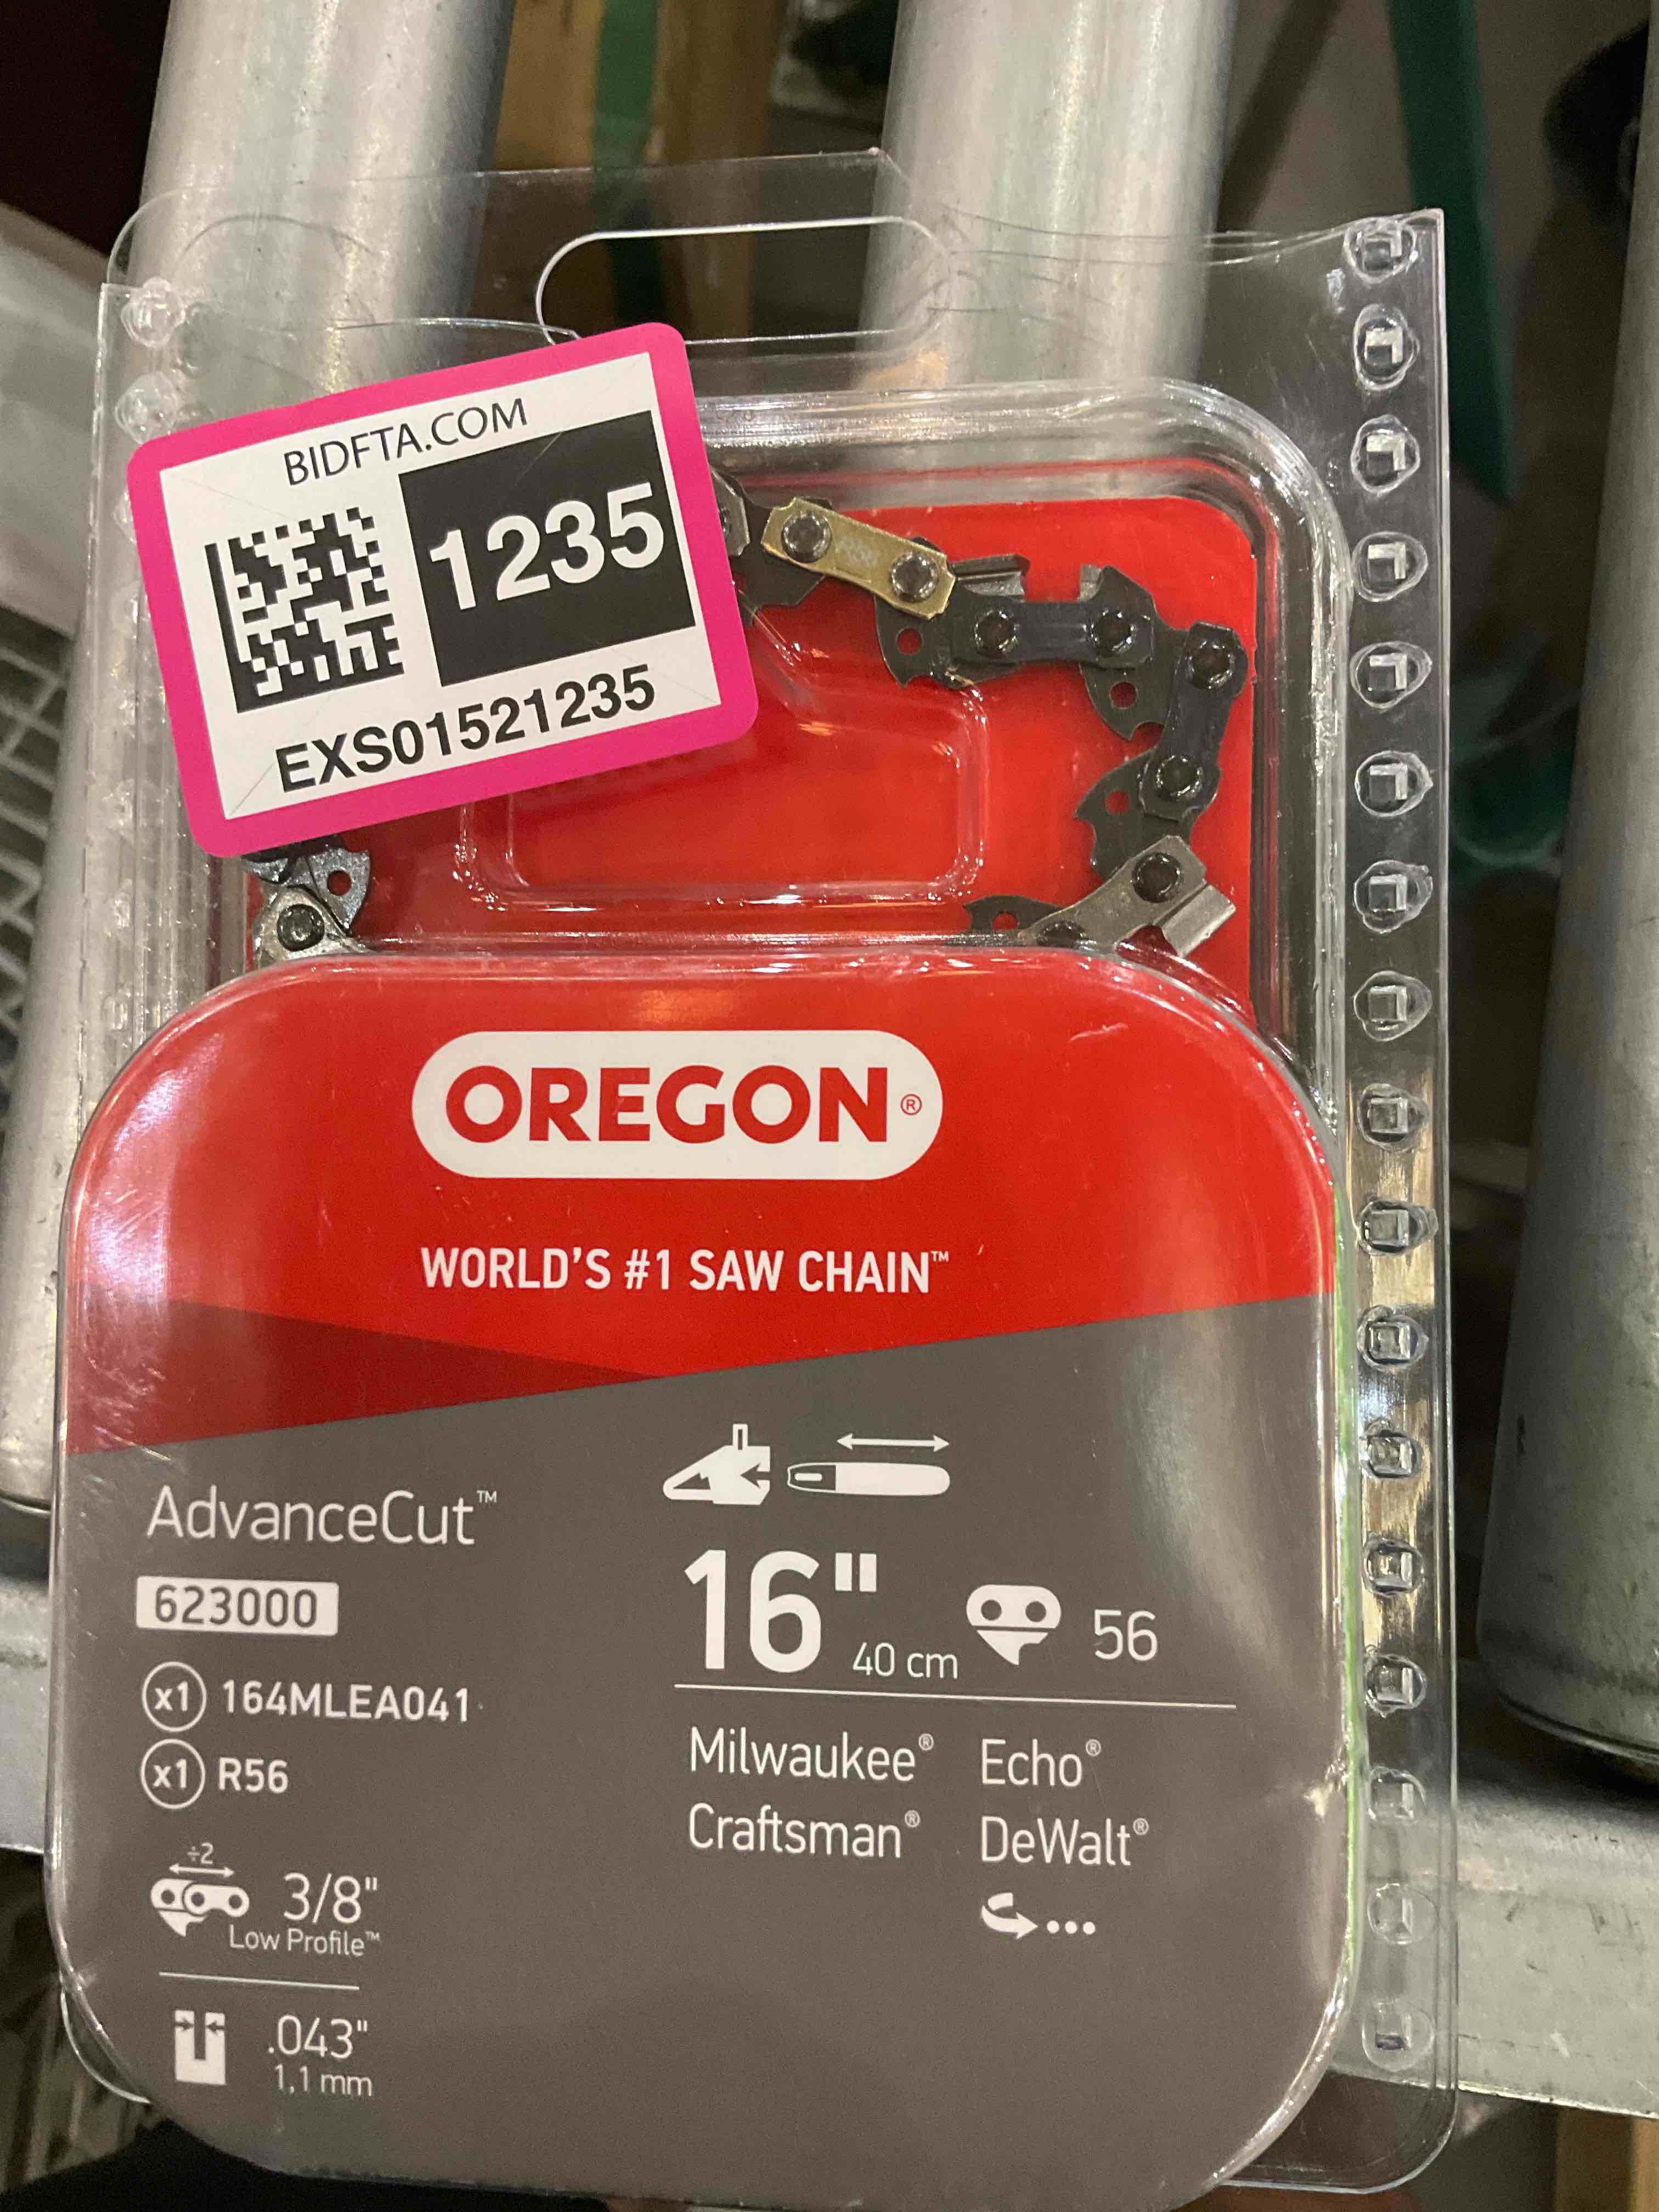 BIDFTA.COM
1235
EXS01521235
OREGON®
WORLD'S #1 SAW CHAIN™
AdvanceCut™
623000
x1 164MLEA041
x1 R56
÷2
3/8"
Low Profile™
.043"
1,1 mm
16" 40 cm 56
Milwaukee® Echo®
Craftsman® DeWalt®
...